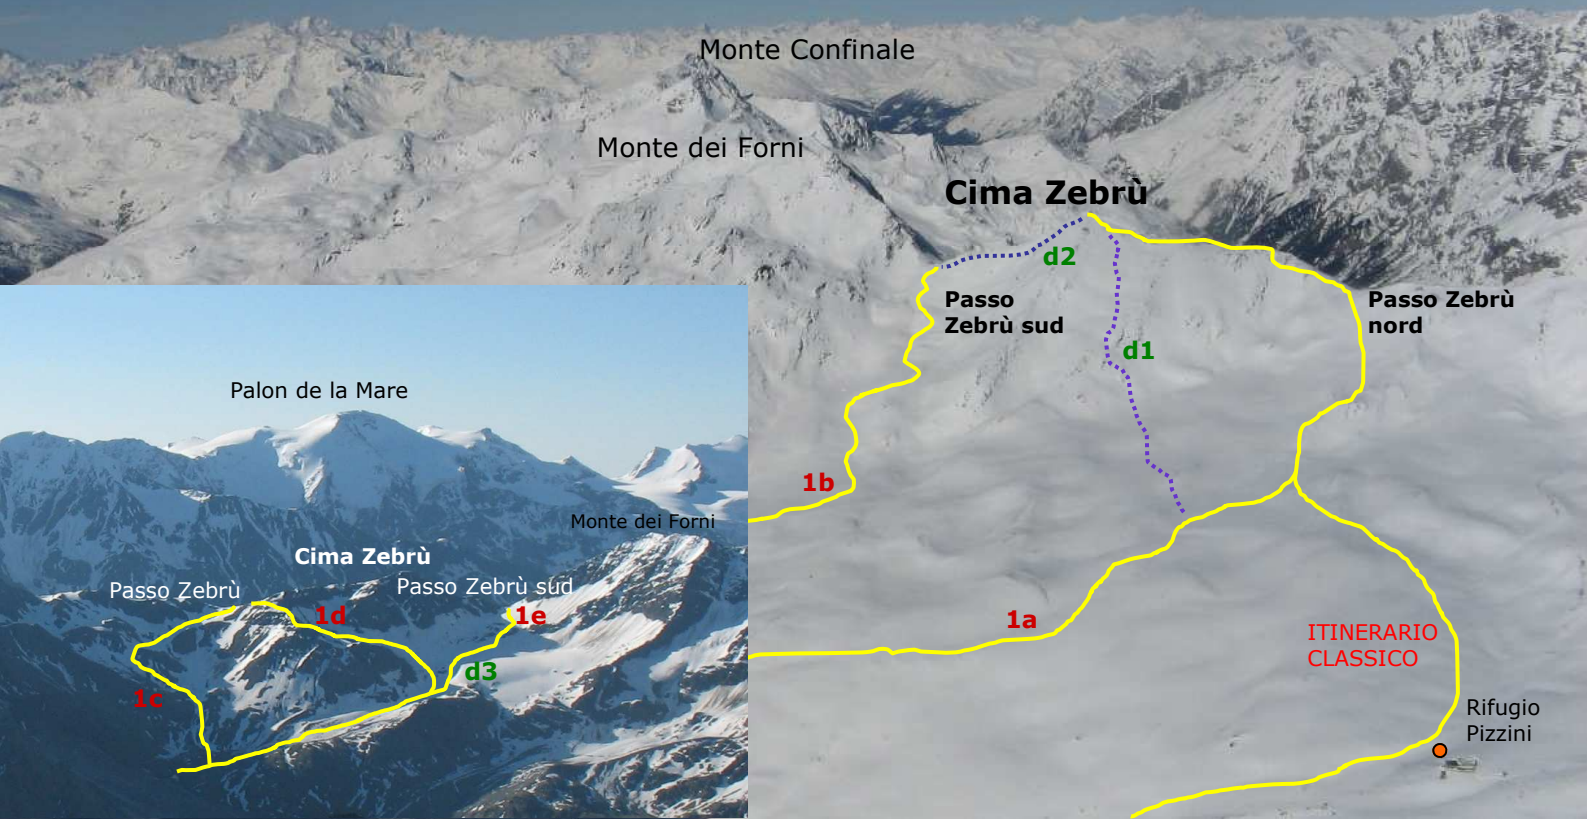 Monte Confinale
Monte dei Forni
Cima Zebrù
d2
Passo
Zebrù sud
Passo Zebrù
nord
d1
1b
1a
ITINERARIO
CLASSICO
Rifugio
Pizzini
Palon de la Mare
Monte dei Forni
Cima Zebrù
Passo Zebrù
Passo Zebrù sud
1d
1e
d3
1c